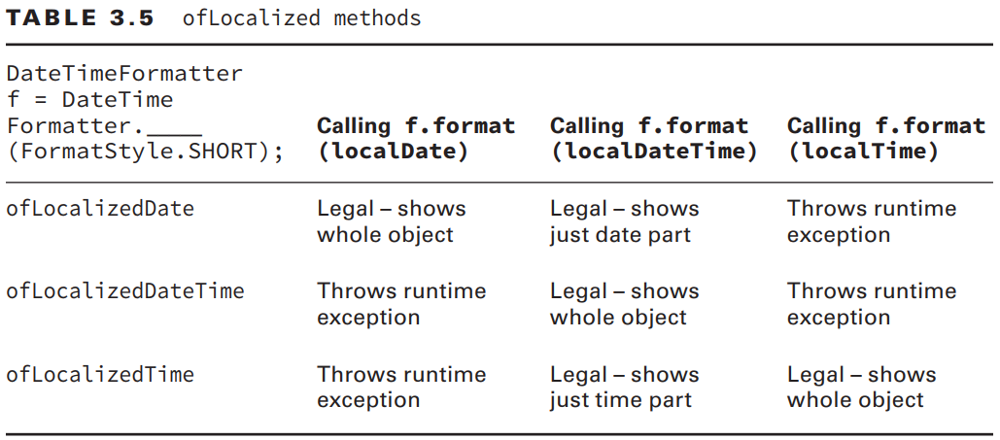 TABLE 3.5 ofLocalized methods
DateTimeFormatter
f = DateTime
Formatter.____
(FormatStyle.SHORT);
Calling f.format
(localDate)
Calling f.format
(localDateTime)
Calling f.format
(localTime)
ofLocalizedDate
Legal – shows
whole object
Legal – shows
just date part
Throws runtime
exception
ofLocalizedDateTime
Throws runtime
exception
Legal – shows
whole object
Throws runtime
exception
ofLocalizedTime
Throws runtime
exception
Legal – shows
just time part
Legal – shows
whole object